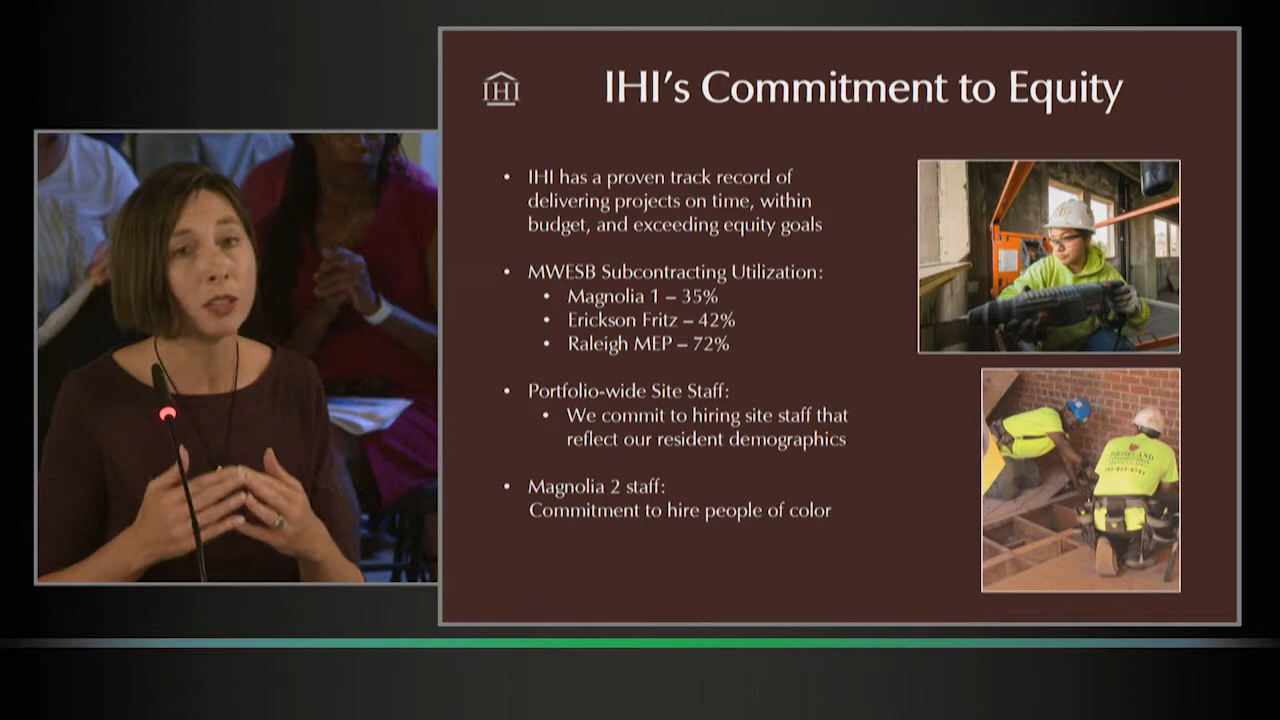 IHI
IHI's Commitment to Equity
• IHI has a proven track record of
delivering projects on time, within
budget, and exceeding equity goals
• MWESB Subcontracting Utilization:
• Magnolia 1 – 35%
• Erickson Fritz – 42%
• Raleigh MEP – 72%
• Portfolio-wide Site Staff:
• We commit to hiring site staff that
reflect our resident demographics
• Magnolia 2 staff:
Commitment to hire people of color